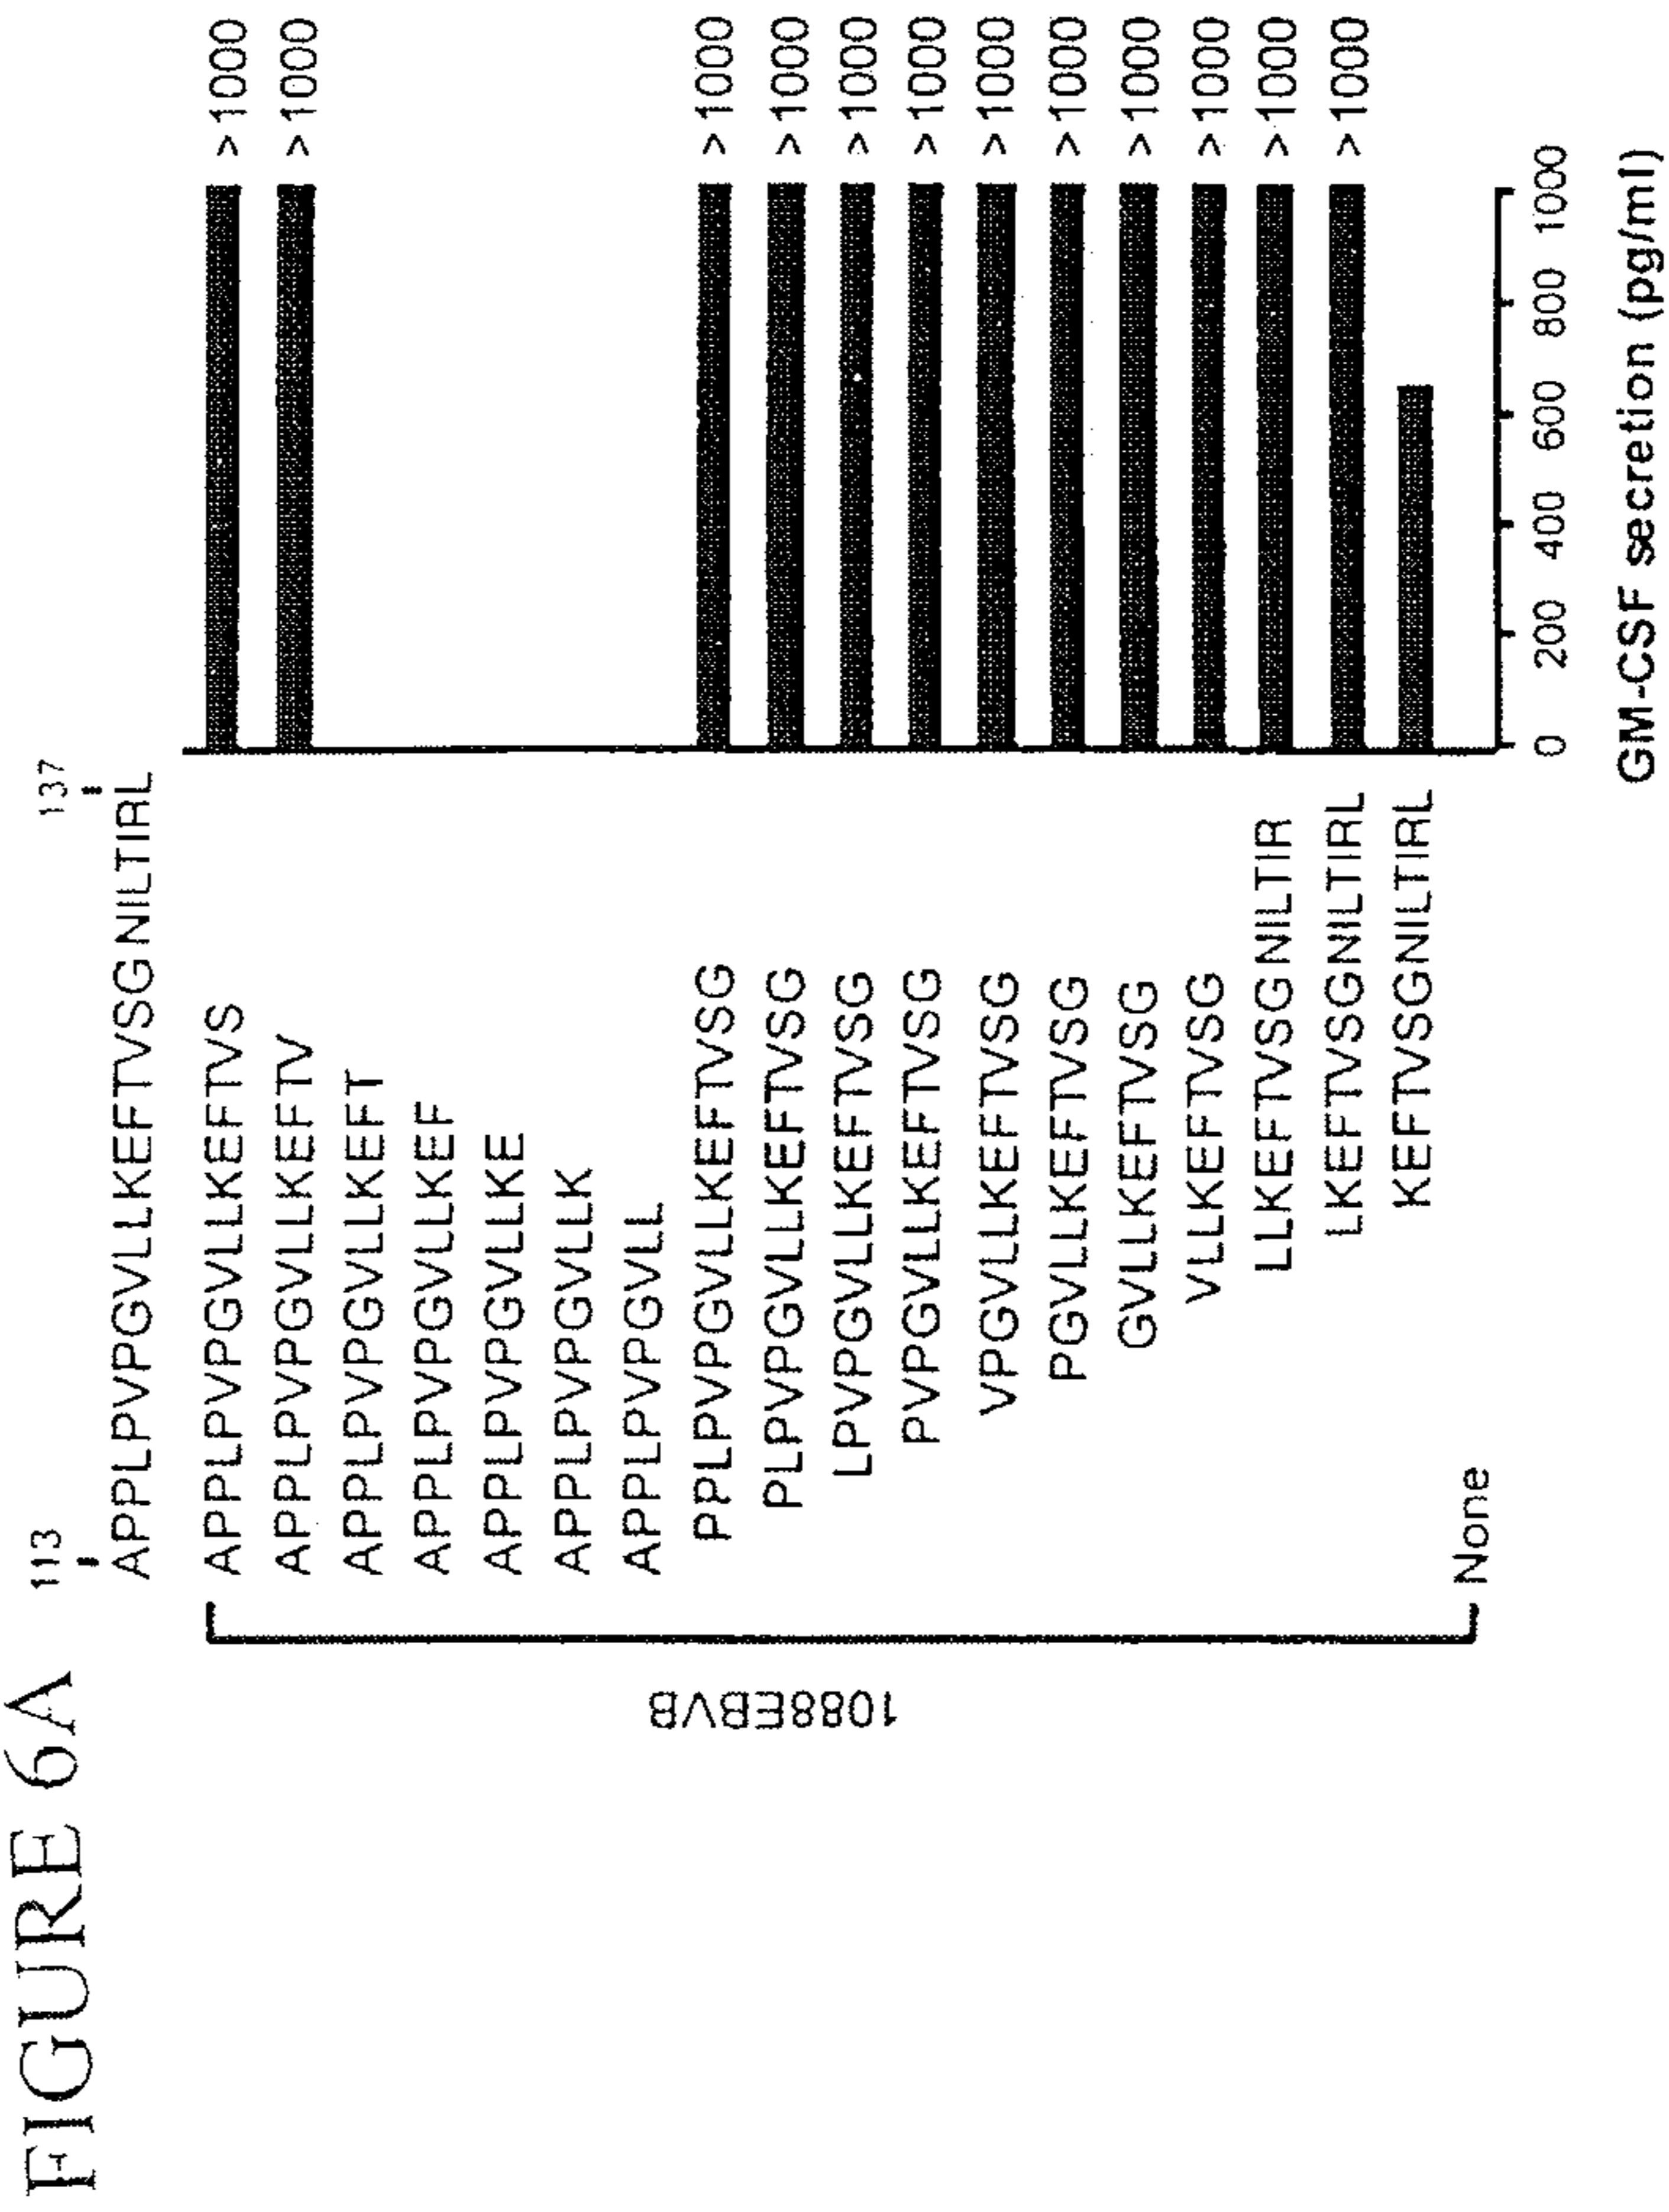 FIGURE 6A
113
137
APPLPVPGVLLKEFTVSGNILTIRL
1088EBVB
APPLPVPGVLLKEFTVS
> 1000
APPLPVPGVLLKEFTV
> 1000
APPLPVPGVLLKEFT
APPLPVPGVLLKEF
APPLPVPGVLLKE
APPLPVPGVLLK
APPLPVPGVLL
PPLPVPGVLLKEFTVSG
> 1000
PLPVPGVLLKEFTVSG
> 1000
LPVPGVLLKEFTVSG
> 1000
PVPGVLLKEFTVSG
> 1000
VPGVLLKEFTVSG
> 1000
PGVLLKEFTVSG
> 1000
GVLLKEFTVSG
> 1000
VLLKEFTVSG
> 1000
LLKEFTVSGNILTIR
> 1000
LKEFTVSGNILTIRL
> 1000
KEFTVSGNILTIRL
None
0 200 400 600 800 1000
GM-CSF secretion (pg/ml)